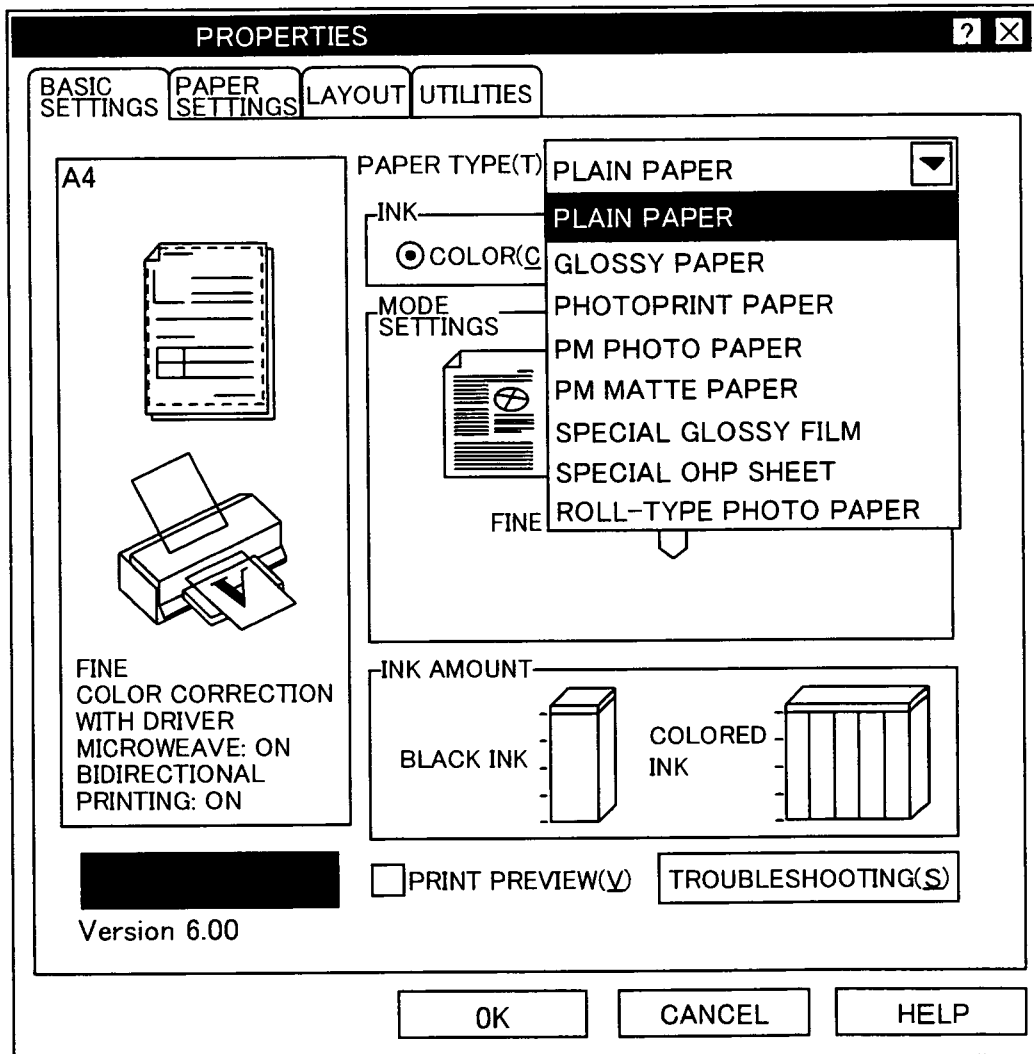 PROPERTIES
?
BASIC
SETTINGS
PAPER
SETTINGS
LAYOUT
UTILITIES
A4
PAPER TYPE(T)
PLAIN PAPER
PLAIN PAPER
GLOSSY PAPER
PHOTOPRINT PAPER
PM PHOTO PAPER
PM MATTE PAPER
SPECIAL GLOSSY FILM
SPECIAL OHP SHEET
ROLL-TYPE PHOTO PAPER
INK
COLOR(C
MODE
SETTINGS
FINE
FINE
COLOR CORRECTION
WITH DRIVER
MICROWEAVE: ON
BIDIRECTIONAL
PRINTING: ON
INK AMOUNT
BLACK INK
COLORED
INK
PRINT PREVIEW(V)
TROUBLESHOOTING(S)
Version 6.00
OK
CANCEL
HELP